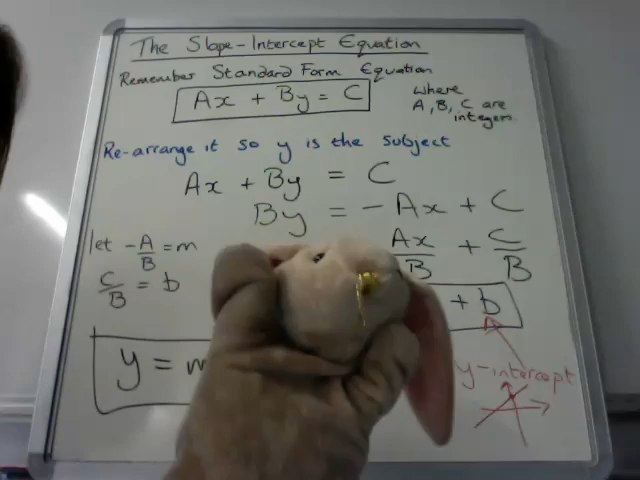 The Slope-Intercept Equation
Remember Standard Form Equation
Ax + By = C
where
A, B, C are
integers
Re-arrange it so y is the subject
Ax + By = C
By = -Ax + C
let -A/B = m
Ax/B + C/B
C/B = b
+ b
y = m
y-intercept